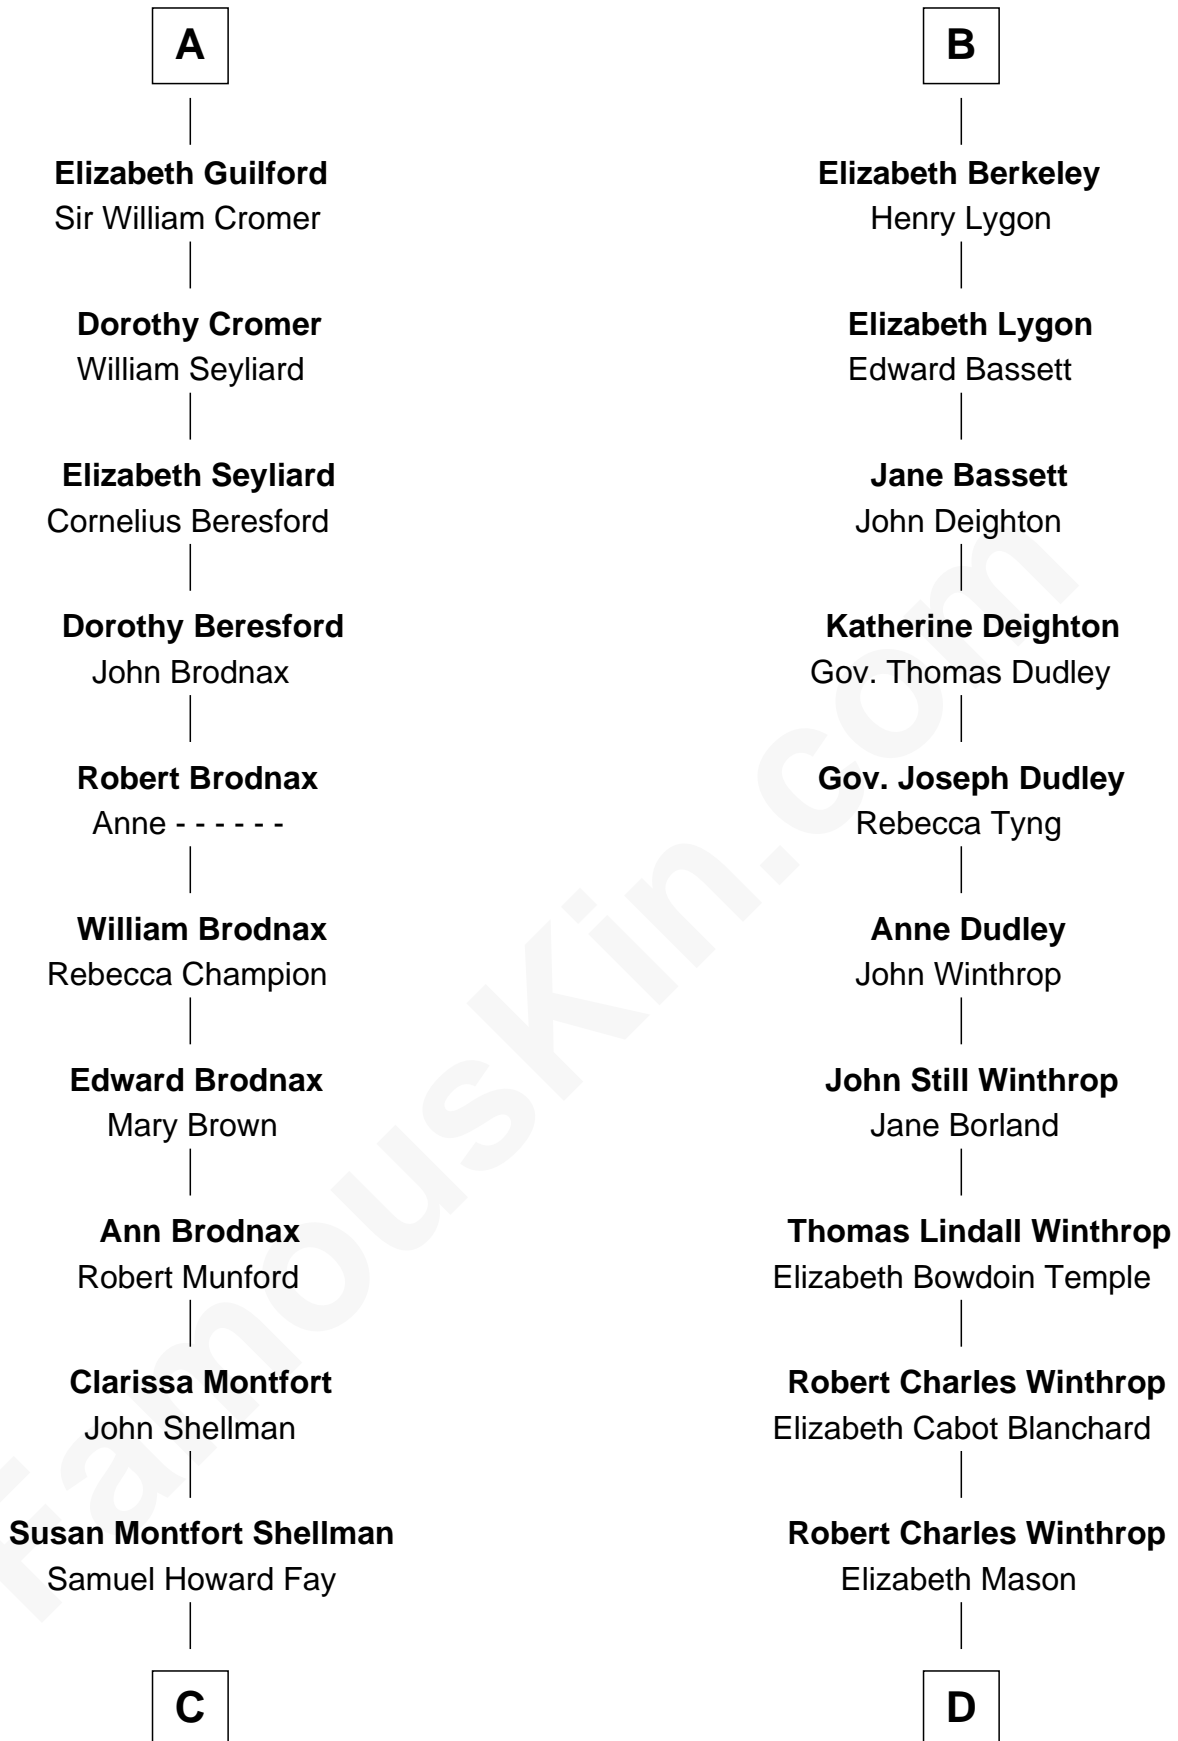 A
Elizabeth Guilford
Sir William Cromer
Dorothy Cromer
William Seyliard
Elizabeth Seyliard
Cornelius Beresford
Dorothy Beresford
John Brodnax
Robert Brodnax
Anne - - - - - -
William Brodnax
Rebecca Champion
Edward Brodnax
Mary Brown
Ann Brodnax
Robert Munford
Clarissa Montfort
John Shellman
Susan Montfort Shellman
Samuel Howard Fay
C
B
Elizabeth Berkeley
Henry Lygon
Elizabeth Lygon
Edward Bassett
Jane Bassett
John Deighton
Katherine Deighton
Gov. Thomas Dudley
Gov. Joseph Dudley
Rebecca Tyng
Anne Dudley
John Winthrop
John Still Winthrop
Jane Borland
Thomas Lindall Winthrop
Elizabeth Bowdoin Temple
Robert Charles Winthrop
Elizabeth Cabot Blanchard
Robert Charles Winthrop
Elizabeth Mason
D
FamousKin.com